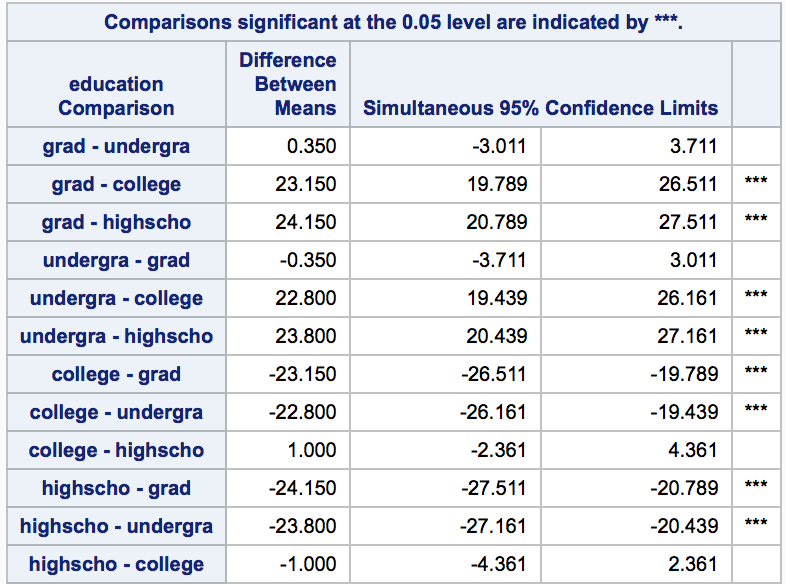 Comparisons significant at the 0.05 level are indicated by ***.
education Comparison Difference Between Means Simultaneous 95% Confidence Limits
grad - undergra 0.350 -3.011 3.711
grad - college 23.150 19.789 26.511 ***
grad - highscho 24.150 20.789 27.511 ***
undergra - grad -0.350 -3.711 3.011
undergra - college 22.800 19.439 26.161 ***
undergra - highscho 23.800 20.439 27.161 ***
college - grad -23.150 -26.511 -19.789 ***
college - undergra -22.800 -26.161 -19.439 ***
college - highscho 1.000 -2.361 4.361
highscho - grad -24.150 -27.511 -20.789 ***
highscho - undergra -23.800 -27.161 -20.439 ***
highscho - college -1.000 -4.361 2.361